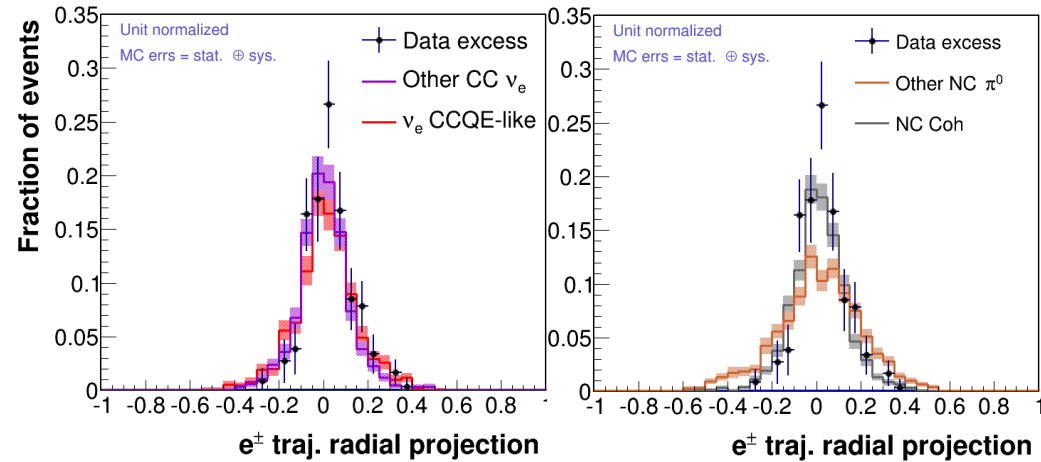 Unit normalized
MC errs = stat. ⊕ sys.
Data excess
Other CC νe
νe CCQE-like
Fraction of events
0.35
0.3
0.25
0.2
0.15
0.1
0.05
0
-1 -0.8 -0.6 -0.4 -0.2 0 0.2 0.4 0.6 0.8 1
e± traj. radial projection
Unit normalized
MC errs = stat. ⊕ sys.
Data excess
Other NC π⁰
NC Coh
0.35
0.3
0.25
0.2
0.15
0.1
0.05
0
-1 -0.8 -0.6 -0.4 -0.2 0 0.2 0.4 0.6 0.8 1
e± traj. radial projection